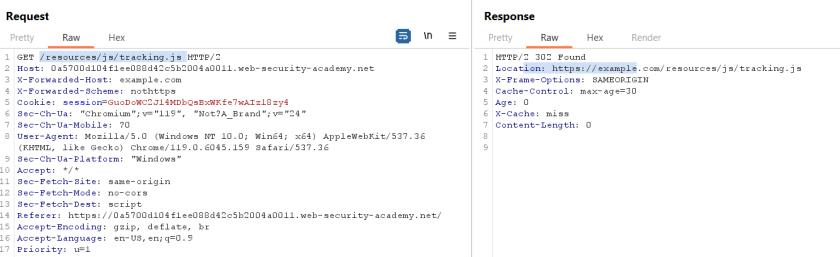 Request
Pretty Raw Hex
\n
1 GET /resources/js/tracking.js HTTP/2
2 Host: 0a5700d104f1ee088d42c5b2004a0011.web-security-academy.net
3 X-Forwarded-Host: example.com
4 X-Forwarded-Scheme: nothttps
5 Cookie: session=GuoDoWC2Jl4MDbQsBxWKfe7wAIzl8zy4
6 Sec-Ch-Ua: "Chromium";v="119", "Not?A_Brand";v="24"
7 Sec-Ch-Ua-Mobile: ?0
8 User-Agent: Mozilla/5.0 (Windows NT 10.0; Win64; x64) AppleWebKit/537.36
(KHTML, like Gecko) Chrome/119.0.6045.159 Safari/537.36
9 Sec-Ch-Ua-Platform: "Windows"
10 Accept: */*
11 Sec-Fetch-Site: same-origin
12 Sec-Fetch-Mode: no-cors
13 Sec-Fetch-Dest: script
14 Referer: https://0a5700d104f1ee088d42c5b2004a0011.web-security-academy.net/
15 Accept-Encoding: gzip, deflate, br
16 Accept-Language: en-US,en;q=0.9
17 Priority: u=1
Response
Pretty Raw Hex Render
1 HTTP/2 302 Found
2 Location: https://example.com/resources/js/tracking.js
3 X-Frame-Options: SAMEORIGIN
4 Cache-Control: max-age=30
5 Age: 0
6 X-Cache: miss
7 Content-Length: 0
8
9